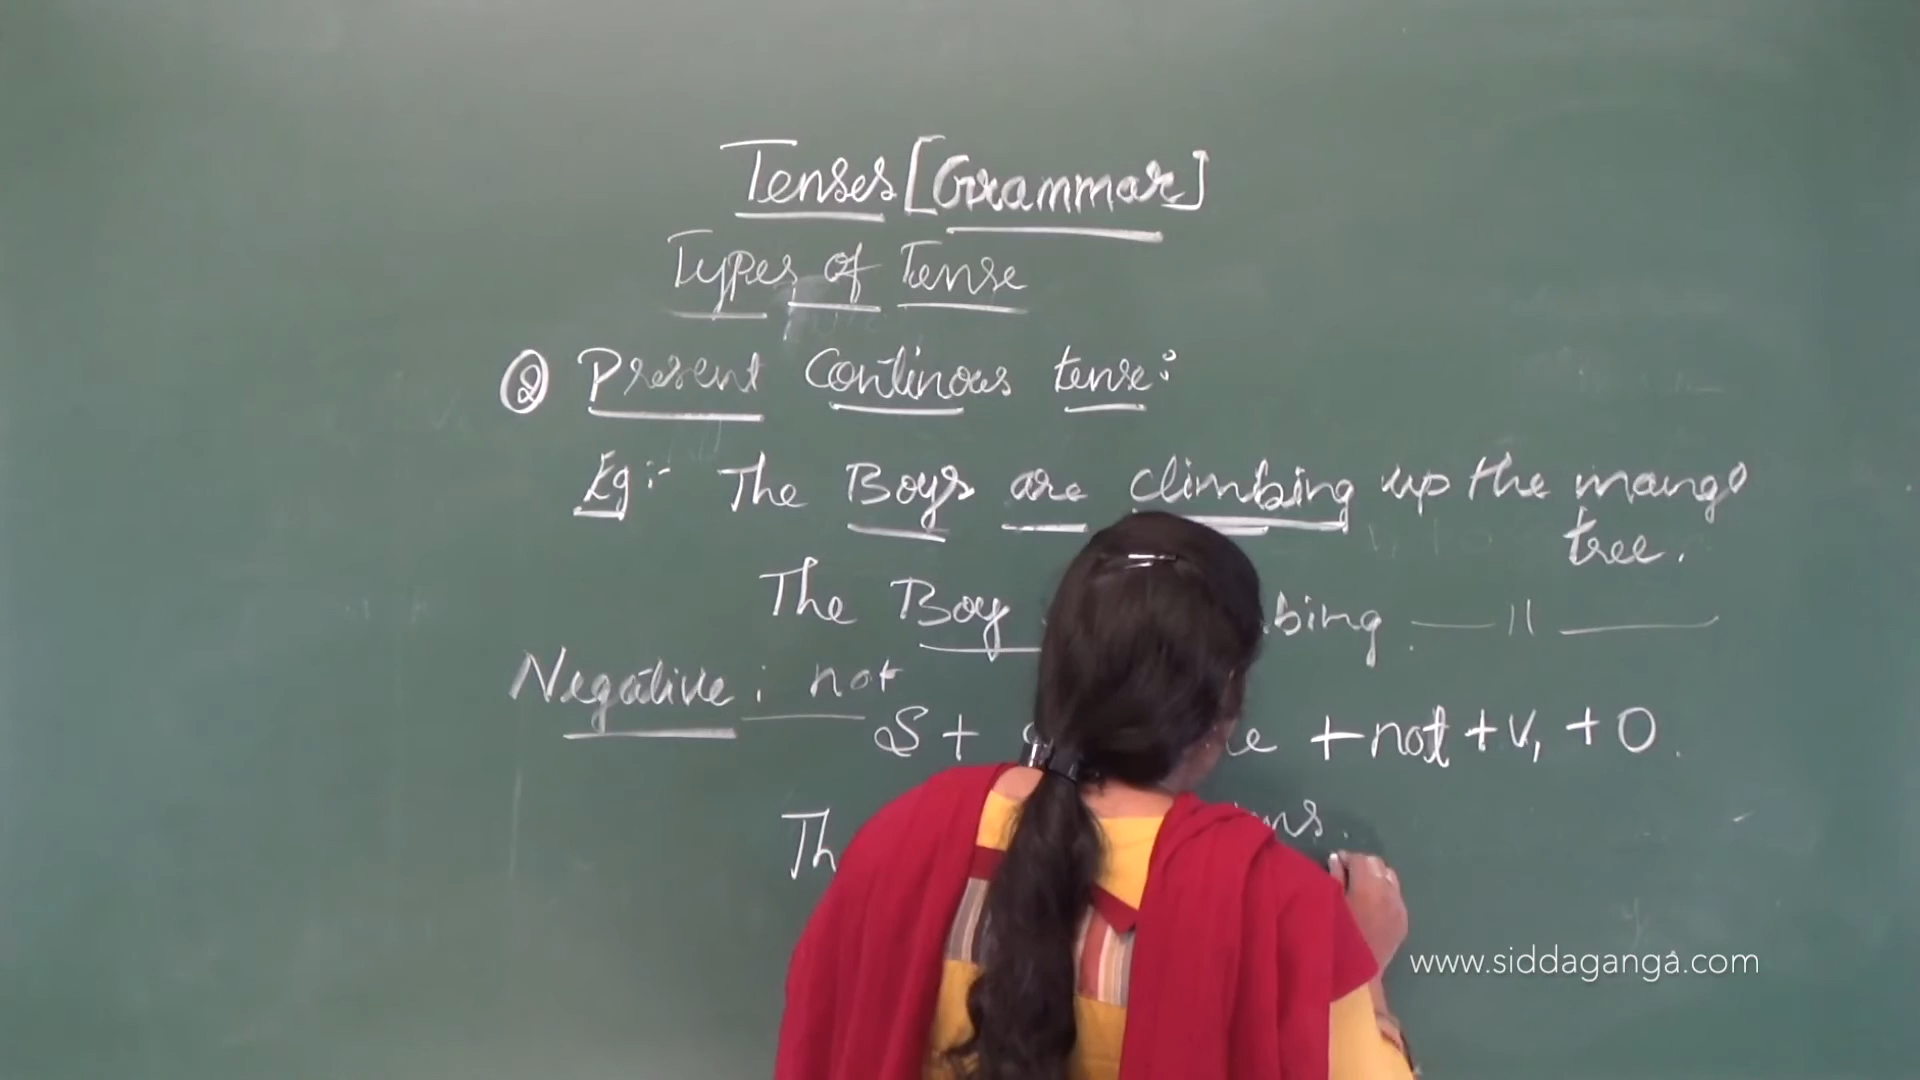 Tenses [Grammar]
Types of Tense
② Present Continous tense:
Eg:- The Boys are climbing up the mango
tree.
The Boy bing — 11 —
Negative : not
S + + not + V₁ + O.
www.siddaganga.com